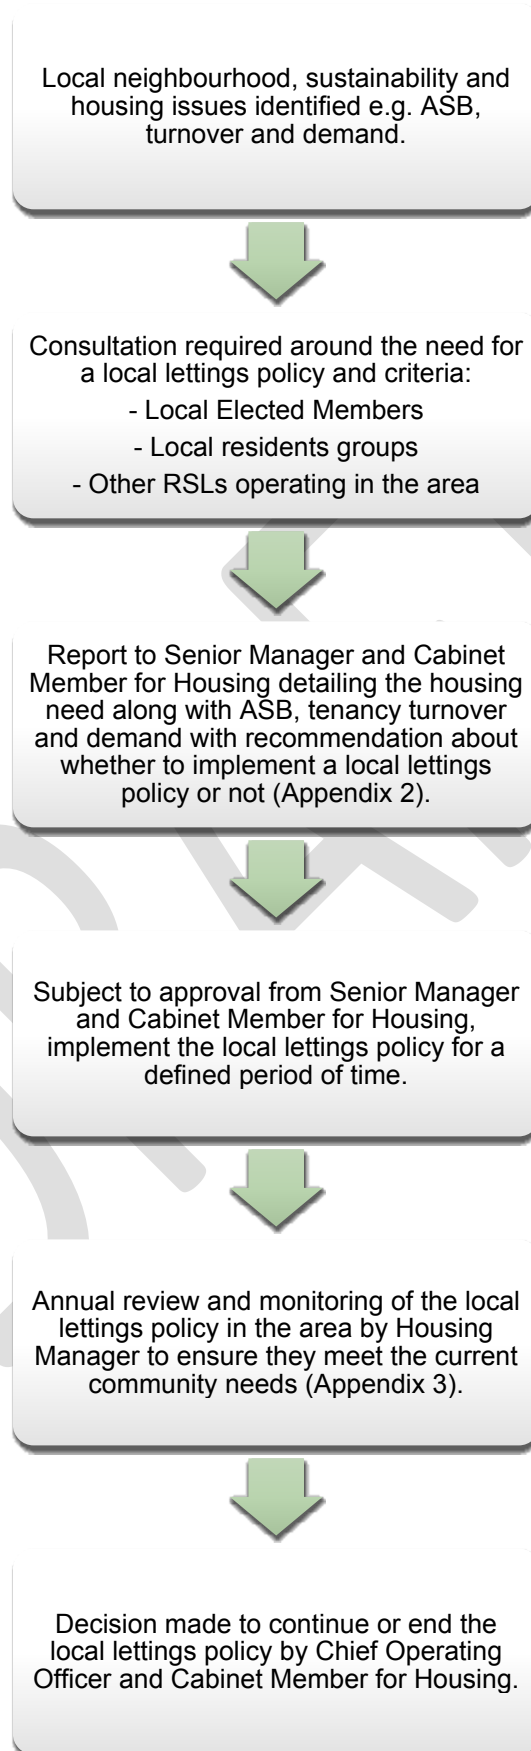 Local neighbourhood, sustainability and
housing issues identified e.g. ASB,
turnover and demand.
Consultation required around the need for
a local lettings policy and criteria:
- Local Elected Members
- Local residents groups
- Other RSLs operating in the area
Report to Senior Manager and Cabinet
Member for Housing detailing the housing
need along with ASB, tenancy turnover
and demand with recommendation about
whether to implement a local lettings
policy or not (Appendix 2).
Subject to approval from Senior Manager
and Cabinet Member for Housing,
implement the local lettings policy for a
defined period of time.
Annual review and monitoring of the local
lettings policy in the area by Housing
Manager to ensure they meet the current
community needs (Appendix 3).
Decision made to continue or end the
local lettings policy by Chief Operating
Officer and Cabinet Member for Housing.